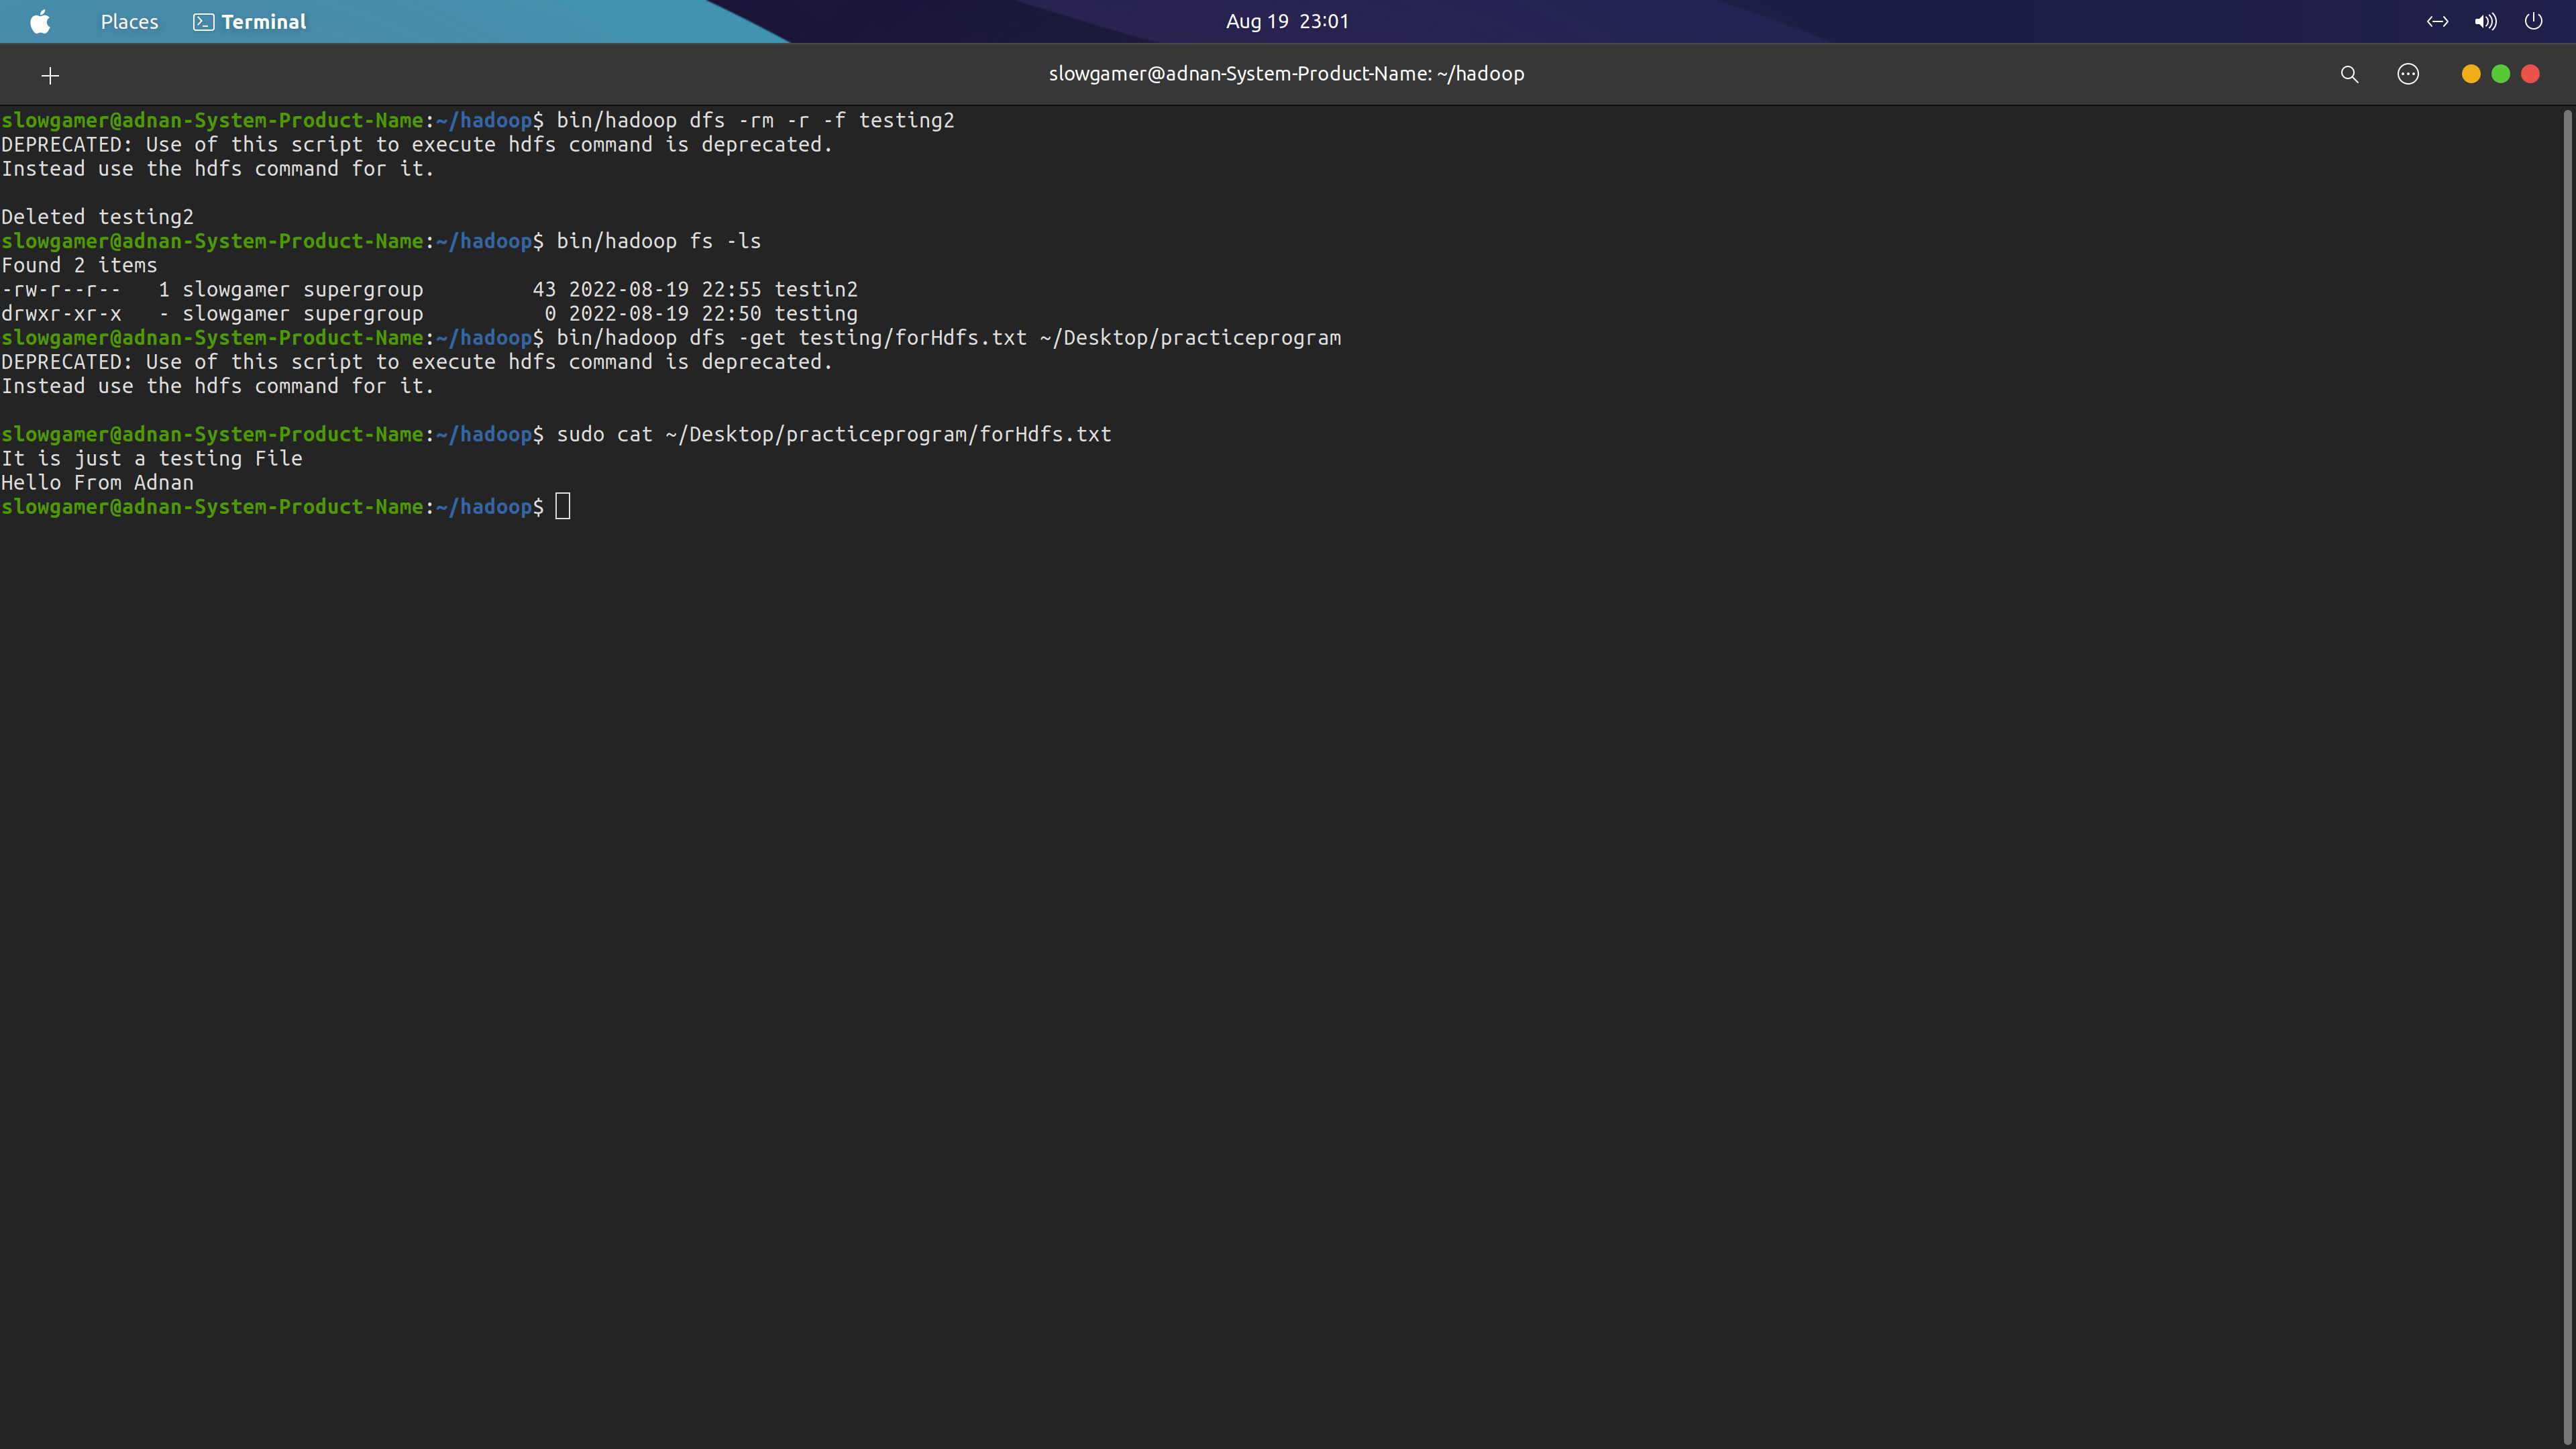 Places Terminal Aug 19 23:01
slowgamer@adnan-System-Product-Name: ~/hadoop
slowgamer@adnan-System-Product-Name:~/hadoop$ bin/hadoop dfs -rm -r -f testing2
DEPRECATED: Use of this script to execute hdfs command is deprecated.
Instead use the hdfs command for it.
Deleted testing2
slowgamer@adnan-System-Product-Name:~/hadoop$ bin/hadoop fs -ls
Found 2 items
-rw-r--r--   1 slowgamer supergroup         43 2022-08-19 22:55 testin2
drwxr-xr-x   - slowgamer supergroup          0 2022-08-19 22:50 testing
slowgamer@adnan-System-Product-Name:~/hadoop$ bin/hadoop dfs -get testing/forHdfs.txt ~/Desktop/practiceprogram
DEPRECATED: Use of this script to execute hdfs command is deprecated.
Instead use the hdfs command for it.
slowgamer@adnan-System-Product-Name:~/hadoop$ sudo cat ~/Desktop/practiceprogram/forHdfs.txt
It is just a testing File
Hello From Adnan
slowgamer@adnan-System-Product-Name:~/hadoop$